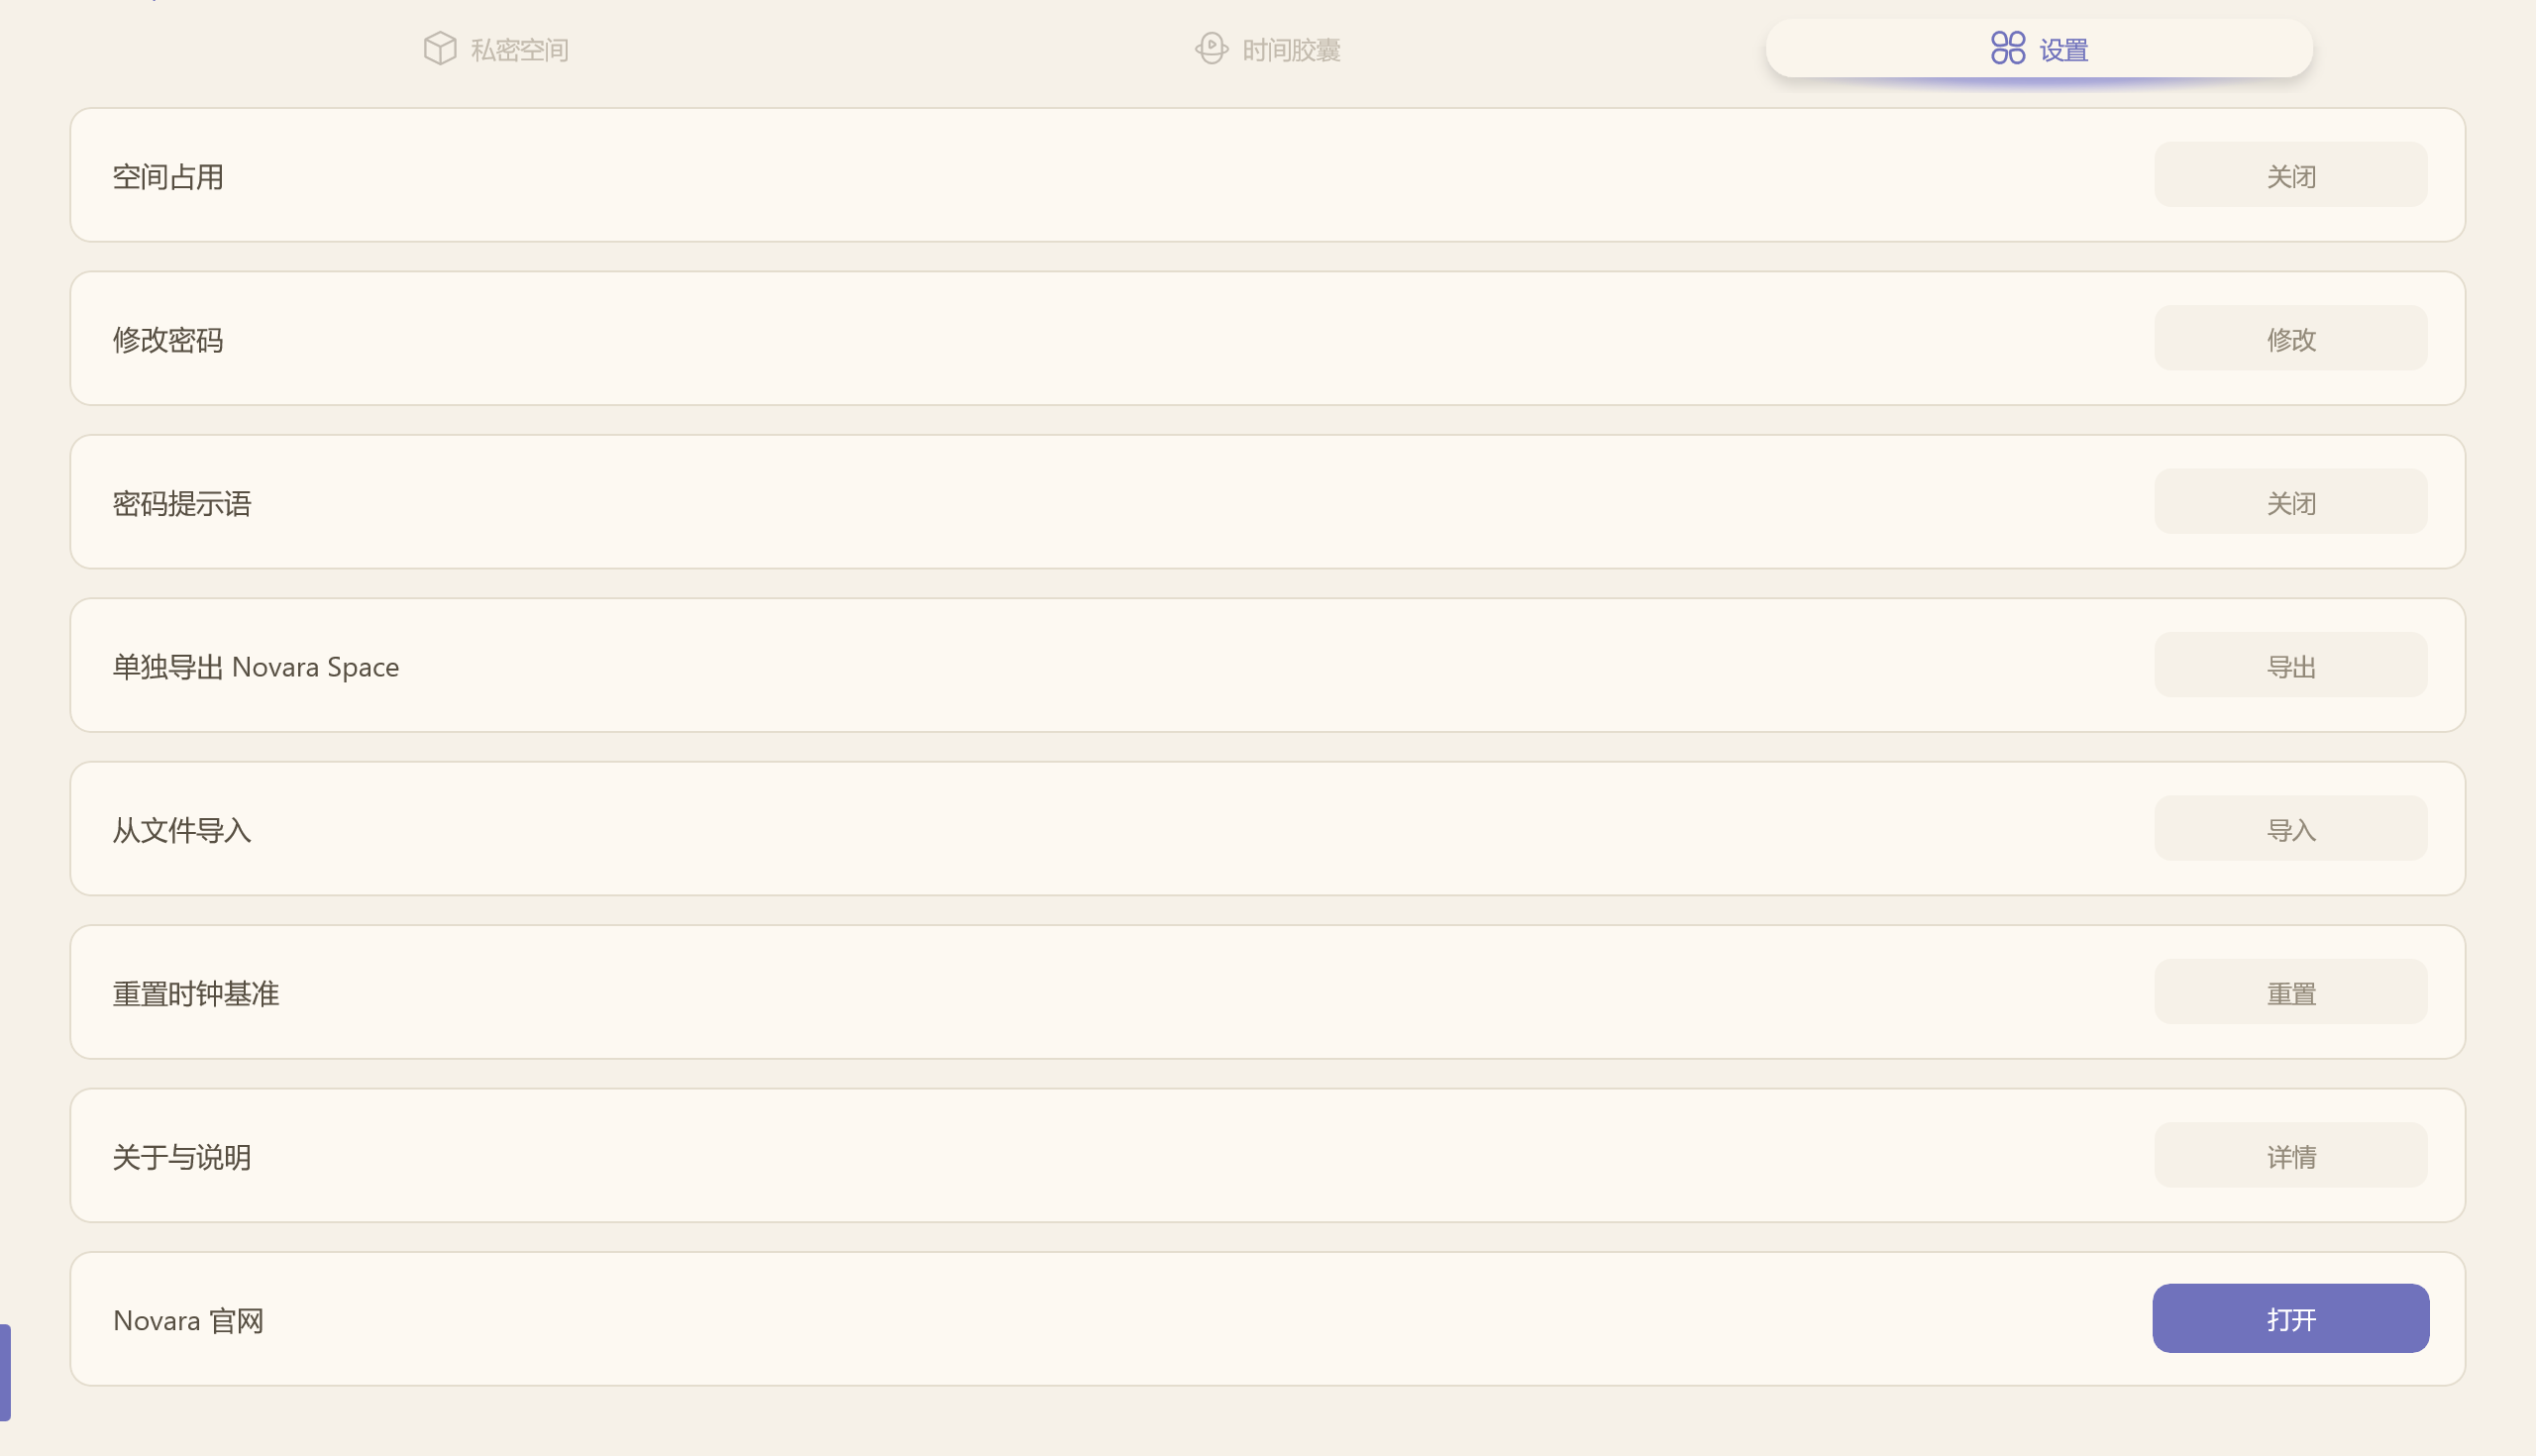 私密空间
时间胶囊
设置
空间占用
关闭
修改密码
修改
密码提示语
关闭
单独导出 Novara Space
导出
从文件导入
导入
重置时钟基准
重置
关于与说明
详情
Novara 官网
打开